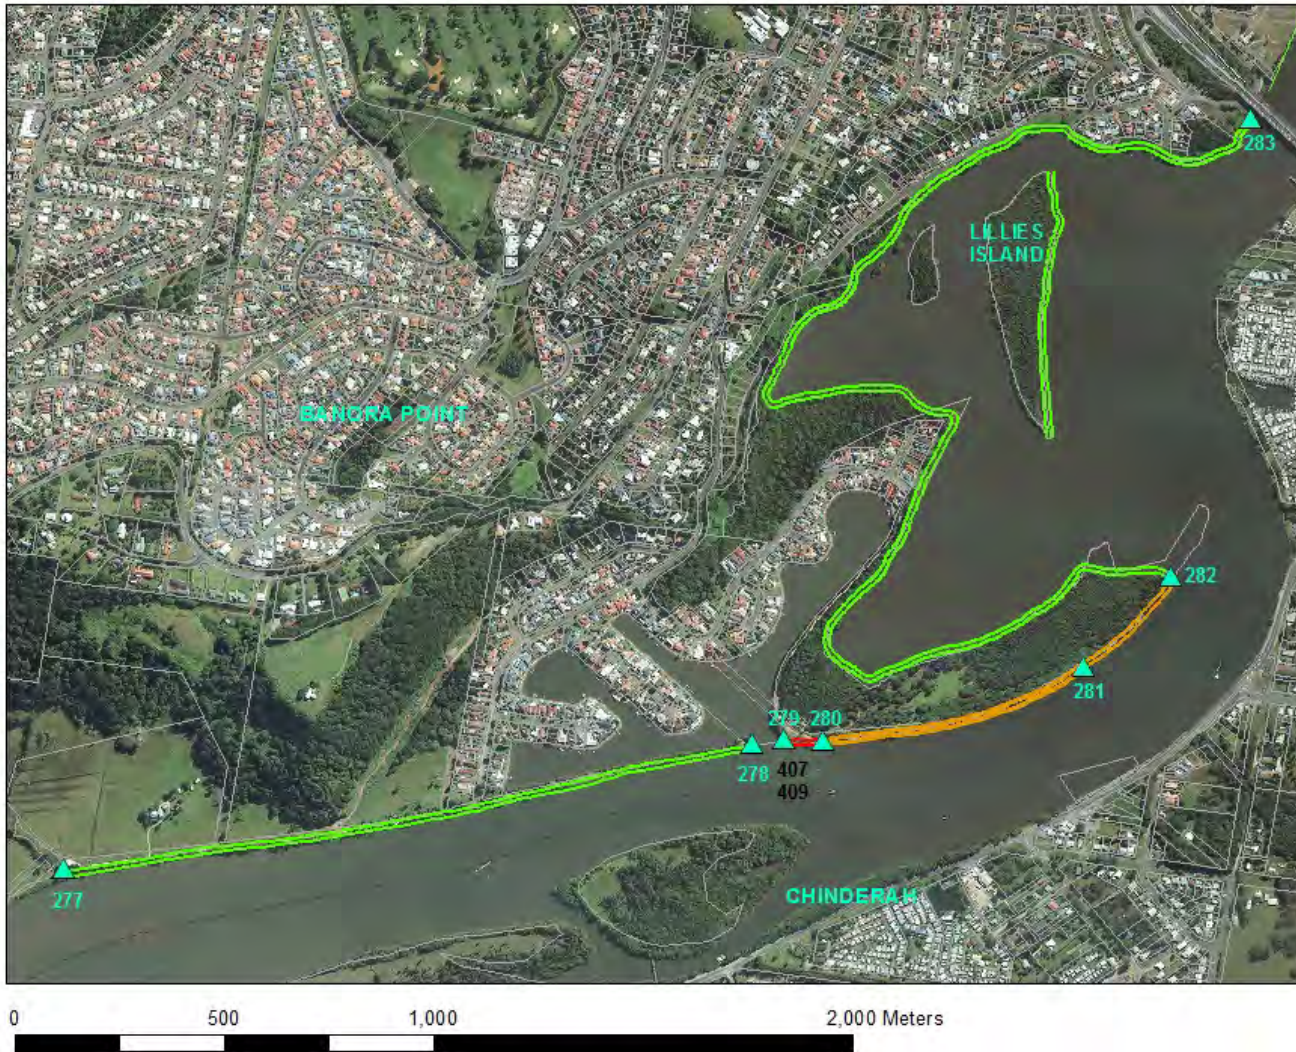 283
LILLIES
ISLAND
BANORA POINT
282
281
279 280
278 407
409
277
CHINDERAH
0 500 1,000 2,000 Meters